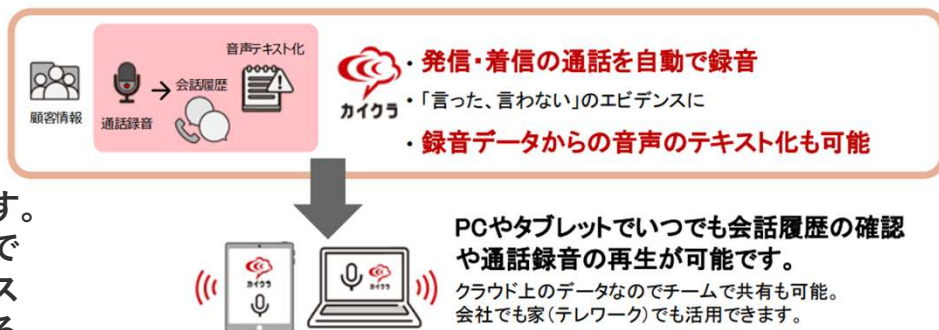 顧客情報
通話録音
→
会話履歴
音声テキスト化
カイクラ
・発信・着信の通話を自動で録音
・「言った、言わない」のエビデンスに
・録音データからの音声のテキスト化も可能
す。
で
ス
る
カイクラ
カイクラ
PCやタブレットでいつでも会話履歴の確認
や通話録音の再生が可能です。
クラウド上のデータなのでチームで共有も可能。
会社でも家(テレワーク)でも活用できます。